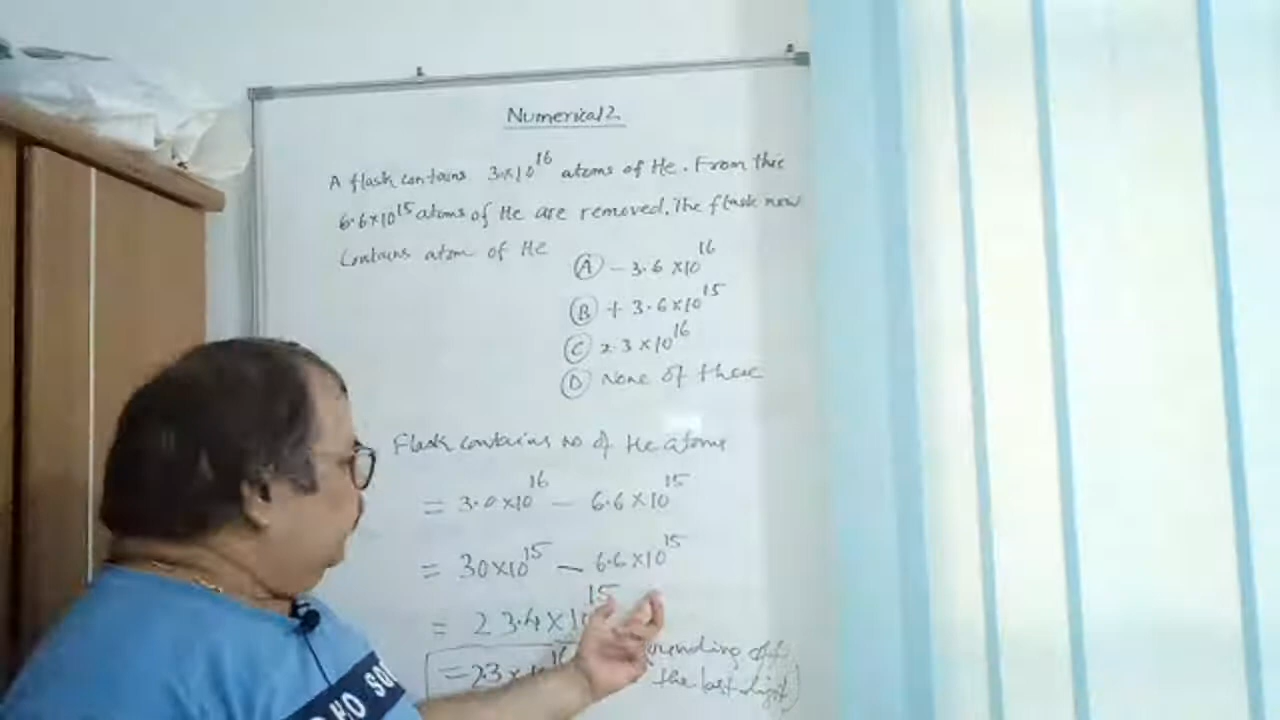 Numerical 2
A flask contains 3.×10^16 atoms of He. From this
6.6×10^15 atoms of He are removed. The flask now
contains atom of He
(A) - 3.6 ×10^16
(B) + 3.6×10^15
(C) 2.3 ×10^16
(D) None of these
Flask contains no of He atoms
= 3.0×10^16 - 6.6×10^15
= 30×10^15 - 6.6×10^15
= 23.4×10^15
the last digit)